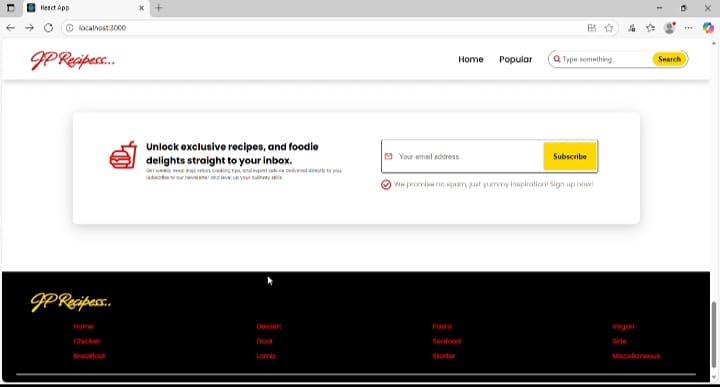 React App
localhost:3000
JP Recipess...
Home
Popular
Type something
Search
Unlock exclusive recipes, and foodie
delights straight to your inbox.
Get weekly meal inspiration, cooking tips, and expert advice delivered directly to you.
Subscribe to our newsletter and level up your culinary skills
Your email address
Subscribe
We promise no spam, just yummy inspiration! Sign up now!
JP Recipess..
Home
Dessert
Pasta
Vegan
Chicken
Goat
Seafood
Side
Breakfast
Lamb
Starter
Miscellaneous